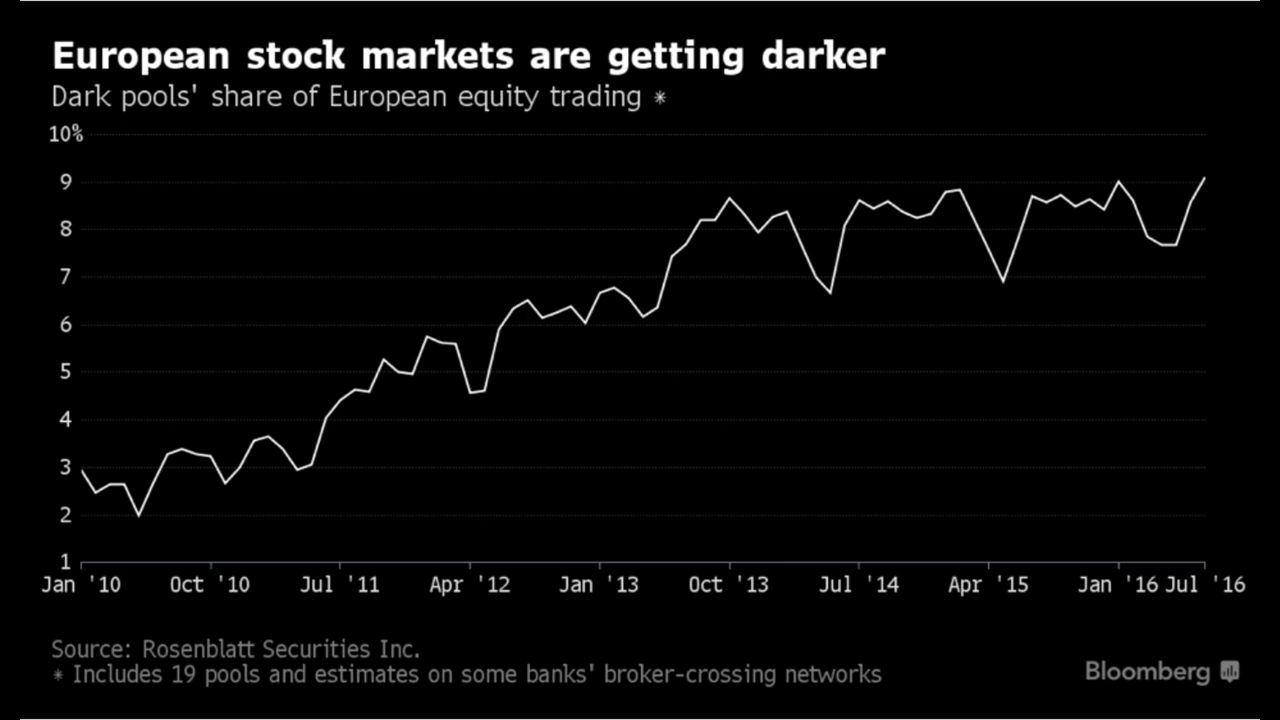 European stock markets are getting darker
Dark pools' share of European equity trading *
10%
9
8
7
6
5
4
3
2
1
Jan '10 Oct '10 Jul '11 Apr '12 Jan '13 Oct '13 Jul '14 Apr '15 Jan '16 Jul '16
Source: Rosenblatt Securities Inc.
* Includes 19 pools and estimates on some banks' broker-crossing networks
Bloomberg